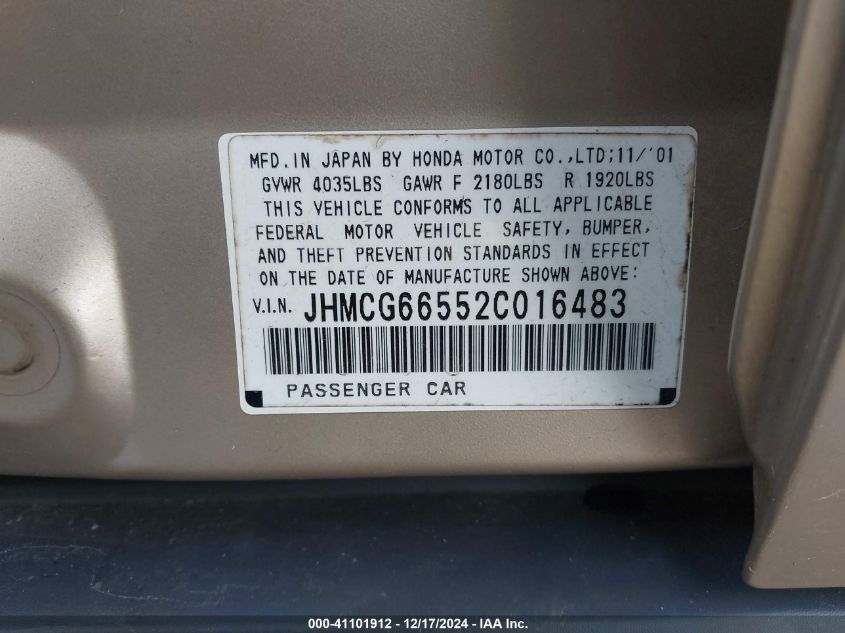 MFD. IN JAPAN BY HONDA MOTOR CO.,LTD;11/'01
GVWR 4035LBS GAWR F 2180LBS R 1920LBS
THIS VEHICLE CONFORMS TO ALL APPLICABLE
FEDERAL MOTOR VEHICLE SAFETY, BUMPER,
AND THEFT PREVENTION STANDARDS IN EFFECT
ON THE DATE OF MANUFACTURE SHOWN ABOVE:
V.I.N. JHMCG66552C016483
PASSENGER CAR
000-41101912 - 12/17/2024 - IAA Inc.